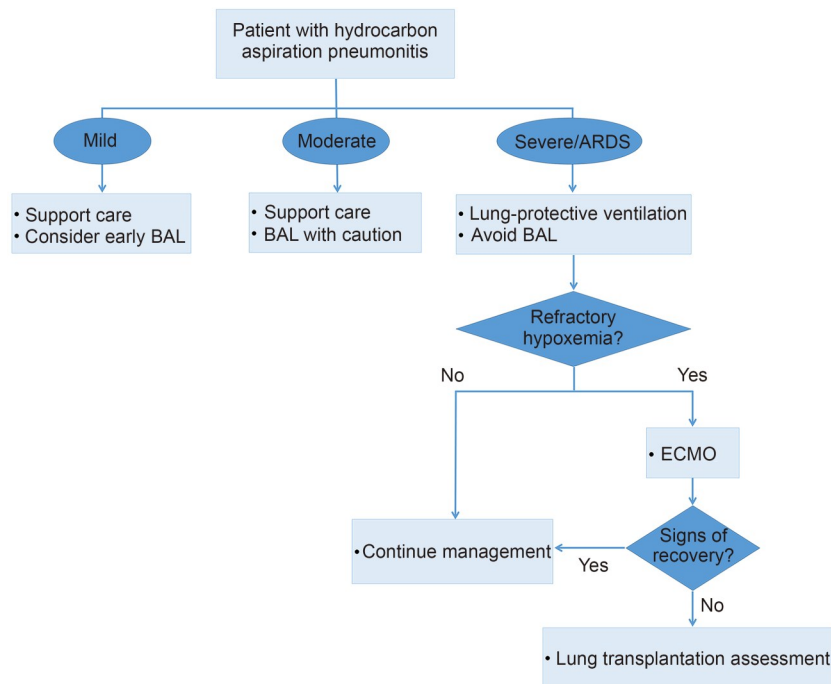 Patient with hydrocarbon
aspiration pneumonitis
Mild
Moderate
Severe/ARDS
• Support care
• Consider early BAL
• Support care
• BAL with caution
• Lung-protective ventilation
• Avoid BAL
Refractory
hypoxemia?
No
Yes
• ECMO
Signs of
recovery?
• Continue management
Yes
No
• Lung transplantation assessment